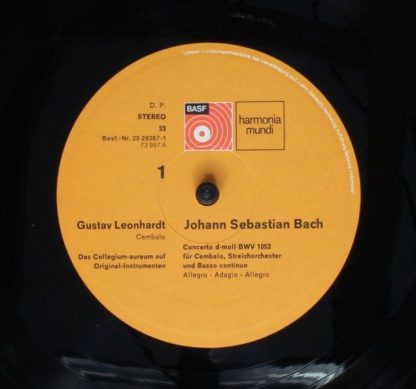 D. P.
STEREO
33
Best.-Nr. 20 29367-1
73 997 A
BASF
harmonia
mundi
1
Gustav Leonhardt
Cembalo
Das Collegium-aureum auf
Original-Instrumenten
Johann Sebastian Bach
Concerto d-moll BWV 1052
für Cembalo, Streichorchester
und Basso continuo
Allegro - Adagio - Allegro